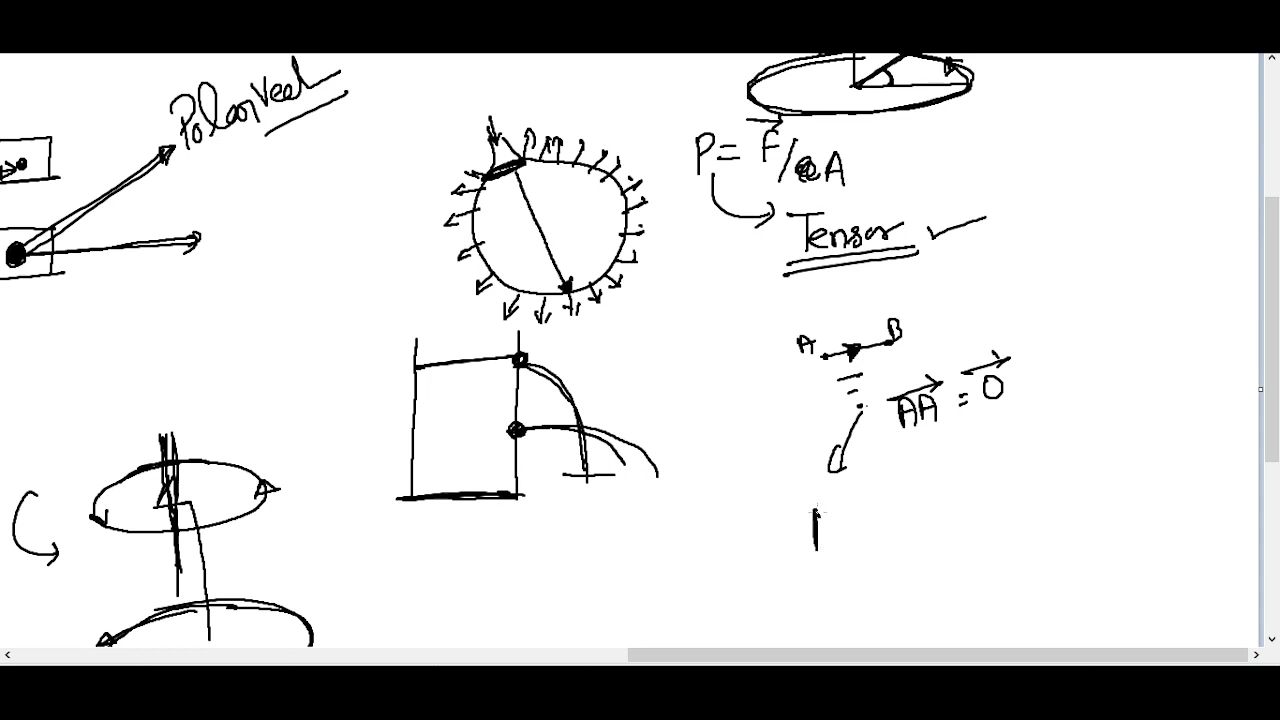 Polar Vect
P = F/A
Tensor
A B
AA = 0